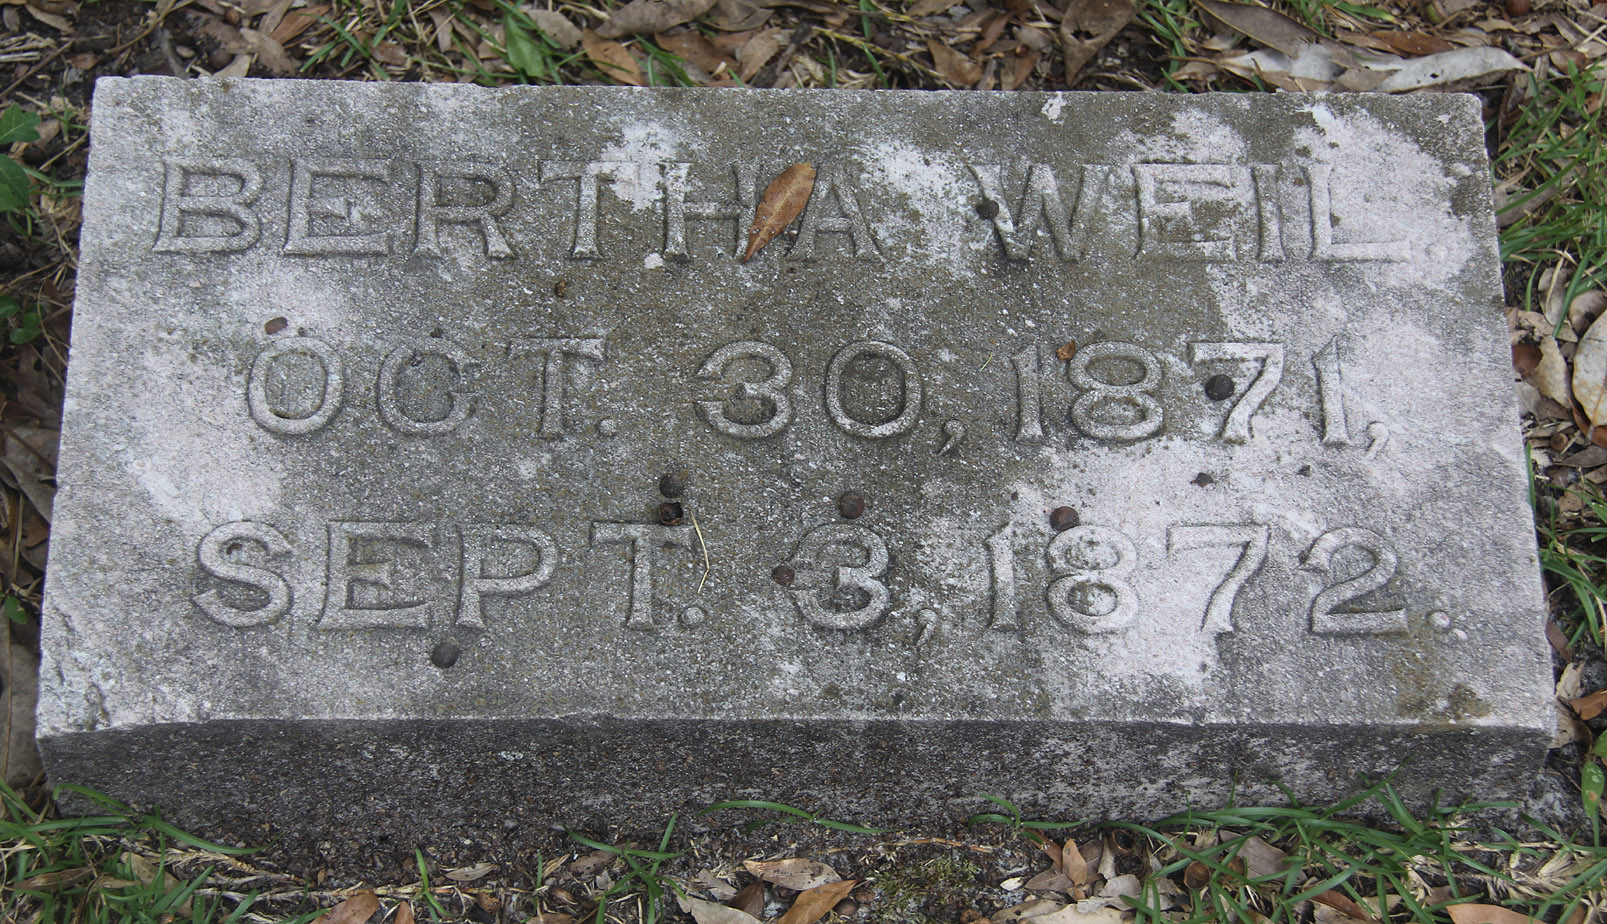 BERTHA WEIL.
OCT. 30, 1871,
SEPT. 3, 1872.